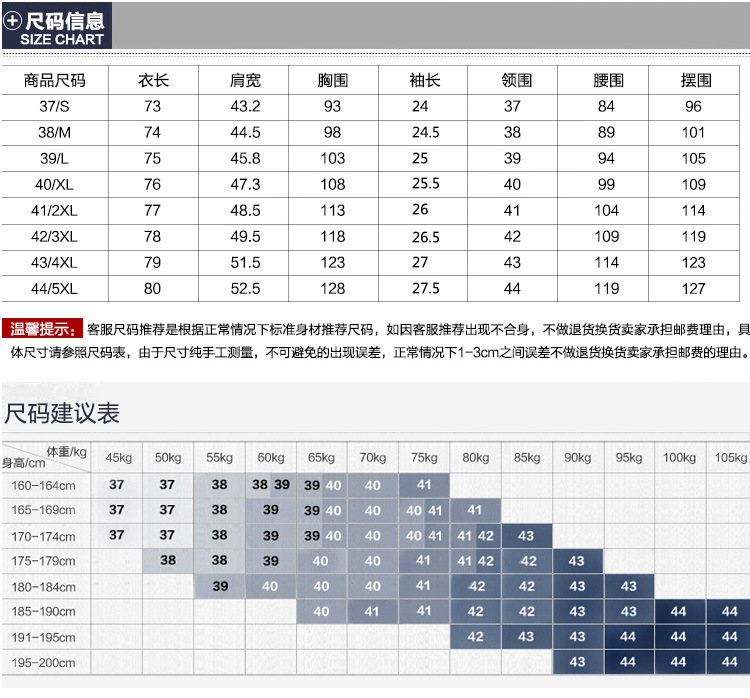 尺码信息
SIZE CHART
商品尺码 衣长 肩宽 胸围 袖长 领围 腰围 摆围
37/S 73 43.2 93 24 37 84 96
38/M 74 44.5 98 24.5 38 89 101
39/L 75 45.8 103 25 39 94 105
40/XL 76 47.3 108 25.5 40 99 109
41/2XL 77 48.5 113 26 41 104 114
42/3XL 78 49.5 118 26.5 42 109 119
43/4XL 79 51.5 123 27 43 114 123
44/5XL 80 52.5 128 27.5 44 119 127
温馨提示: 客服尺码推荐是根据正常情况下标准身材推荐尺码，如因客服推荐出现不合身，不做退货换货卖家承担邮费理由，具
体尺寸请参照尺码表，由于尺寸纯手工测量，不可避免的出现误差，正常情况下1-3cm之间误差不做退货换货卖家承担邮费的理由。
尺码建议表
体重/kg
身高/cm 45kg 50kg 55kg 60kg 65kg 70kg 75kg 80kg 85kg 90kg 95kg 100kg 105kg
160-164cm 37 37 38 38 39 39 40 40 41
165-169cm 37 37 38 39 39 40 40 40 41 41
170-174cm 37 37 38 39 39 40 40 40 41 41 42 43
175-179cm 38 38 39 40 40 41 41 42 42 43
180-184cm 39 40 40 40 41 42 42 43 43
185-190cm 40 41 41 42 42 43 43 44 44
191-195cm 42 43 43 44 44 44
195-200cm 43 44 44 44